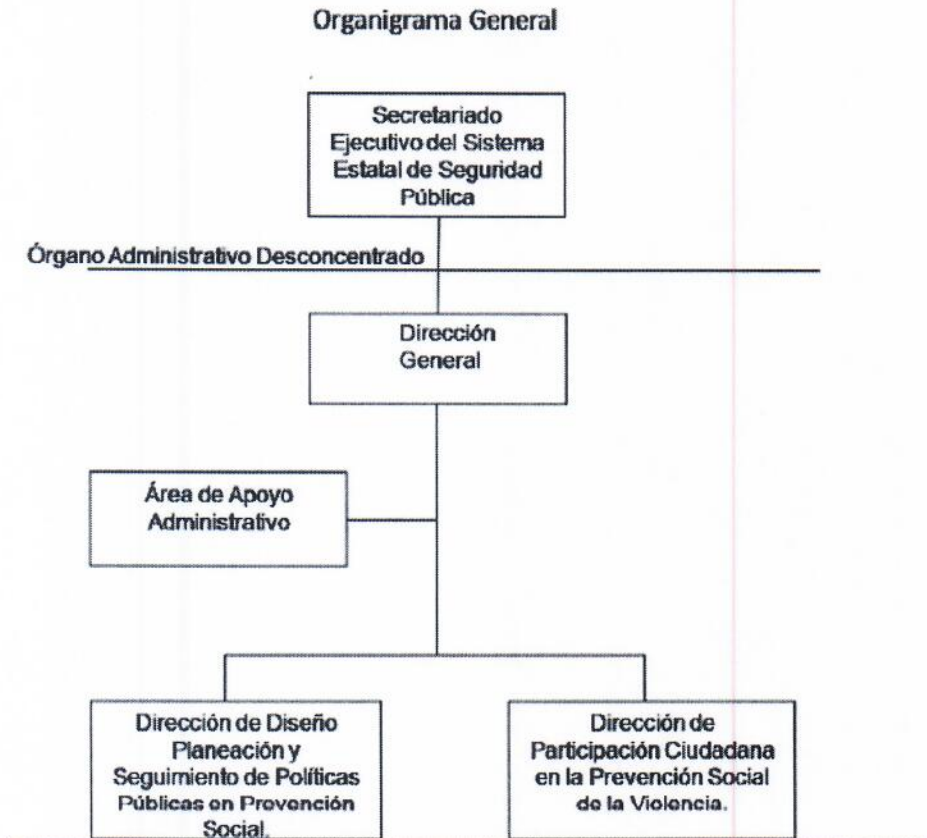 Organigrama General
Secretariado
Ejecutivo del Sistema
Estatal de Seguridad
Pública
Órgano Administrativo Desconcentrado
Dirección
General
Área de Apoyo
Administrativo
Dirección de Diseño
Planeación y
Seguimiento de Políticas
Públicas en Prevención
Social.
Dirección de
Participación Ciudadana
en la Prevención Social
de la Violencia.